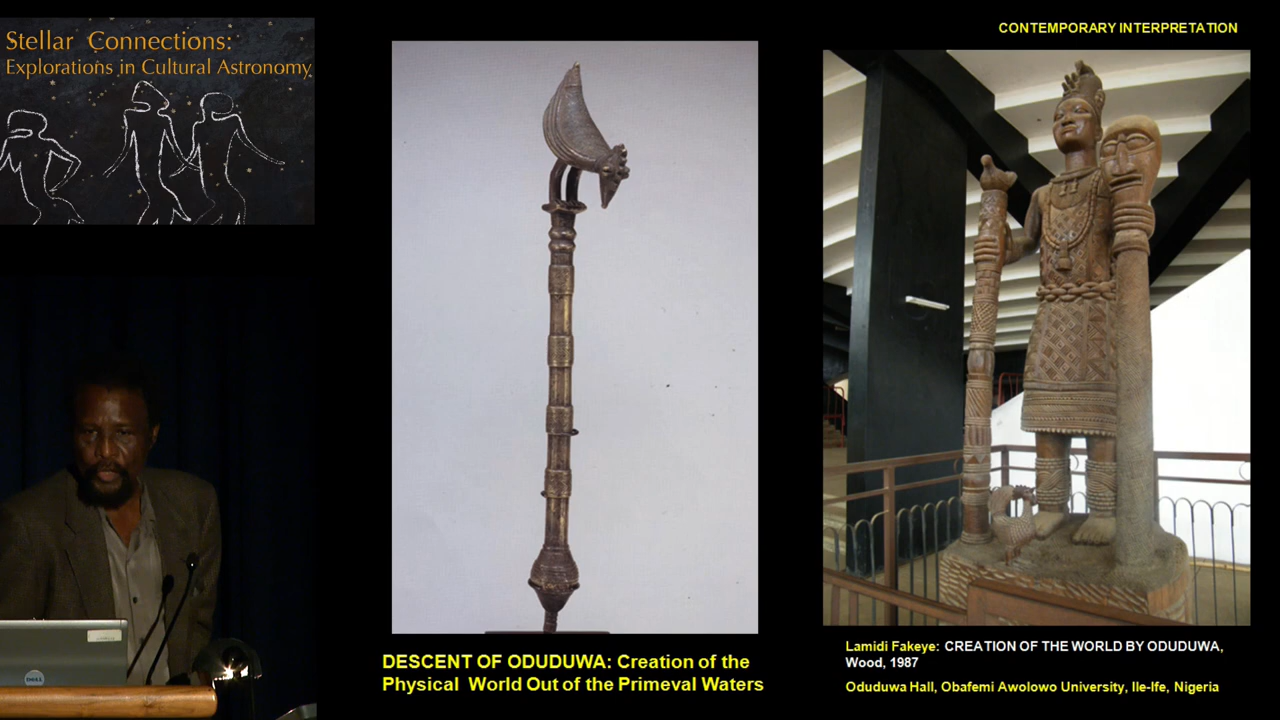 Stellar Connections:
Explorations in Cultural Astronomy
CONTEMPORARY INTERPRETATION
DESCENT OF ODUDUWA: Creation of the
Physical World Out of the Primeval Waters
Lamidi Fakeye: CREATION OF THE WORLD BY ODUDUWA,
Wood, 1987
Oduduwa Hall, Obafemi Awolowo University, Ile-Ife, Nigeria
DELL